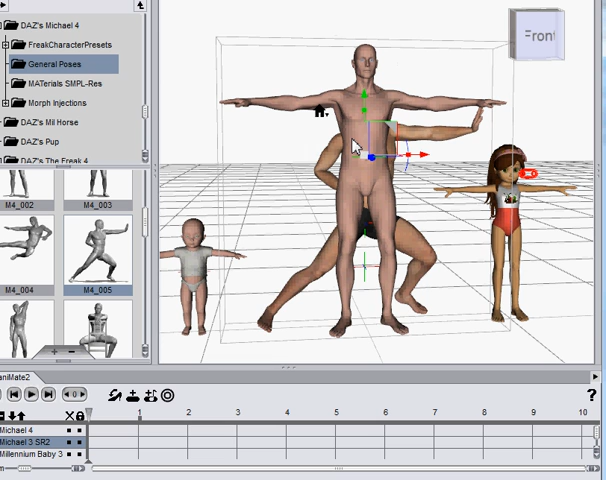 DAZ's Michael 4
FreakCharacterPresets
General Poses
MATerials SMPL-Res
Morph Injections
DAZ's Mil Horse
DAZ's Pup
DAZ's The Freak 4
M4_002
M4_003
M4_004
M4_005
Front
aniMate2
0
?
0 1 2 3 4 5 6 7 8 9 10
Michael 4
Michael 3 SR2
Millennium Baby 3